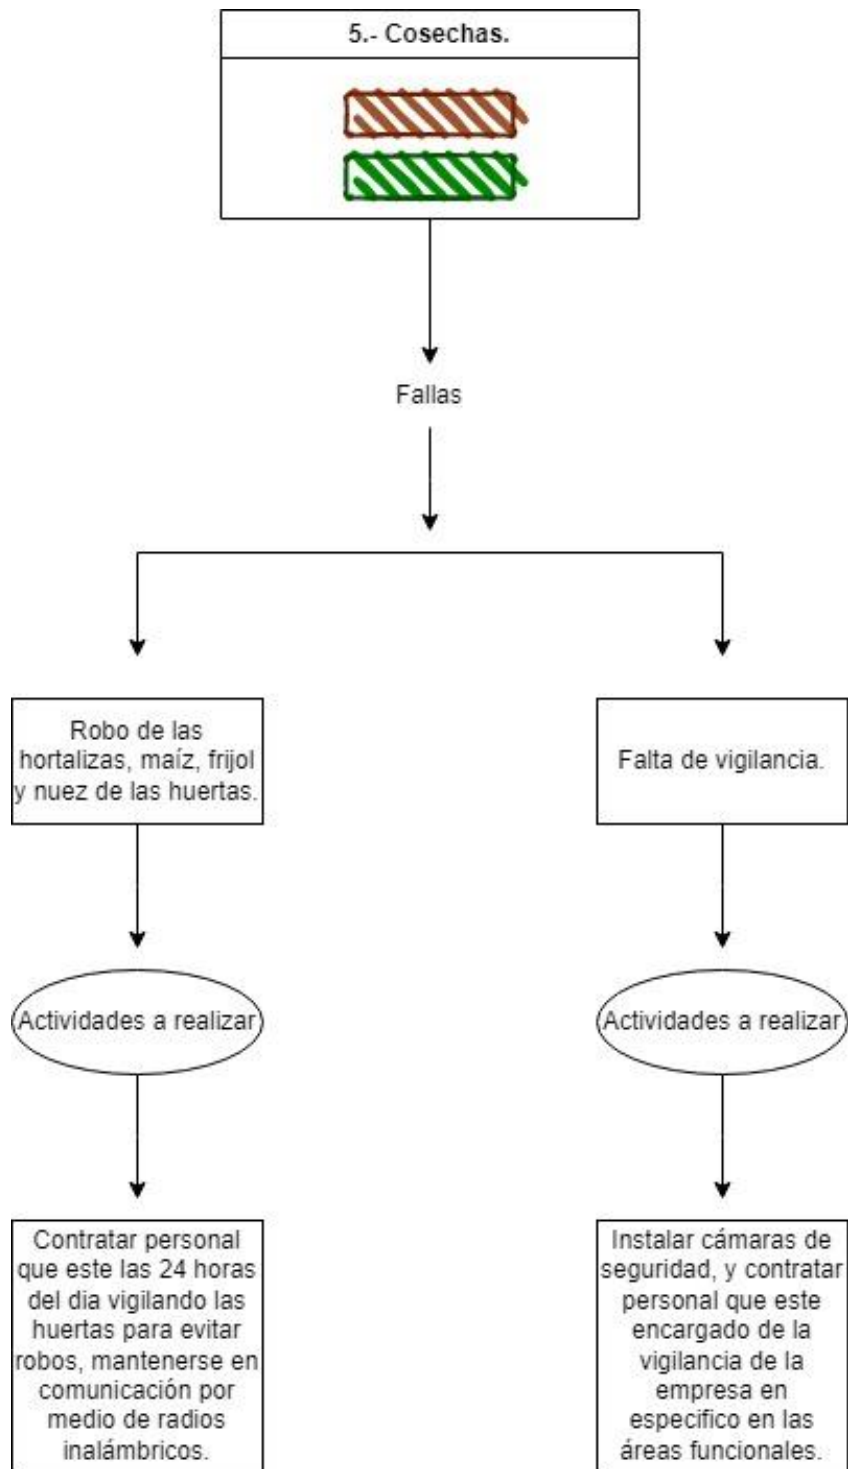 5.- Cosechas.
Fallas
Robo de las
hortalizas, maíz, frijol
y nuez de las huertas.
Falta de vigilancia.
Actividades a realizar
Actividades a realizar
Contratar personal
que este las 24 horas
del dia vigilando las
huertas para evitar
robos, mantenerse en
comunicación por
medio de radios
inalámbricos.
Instalar cámaras de
seguridad, y contratar
personal que este
encargado de la
vigilancia de la
empresa en
especifico en las
áreas funcionales.